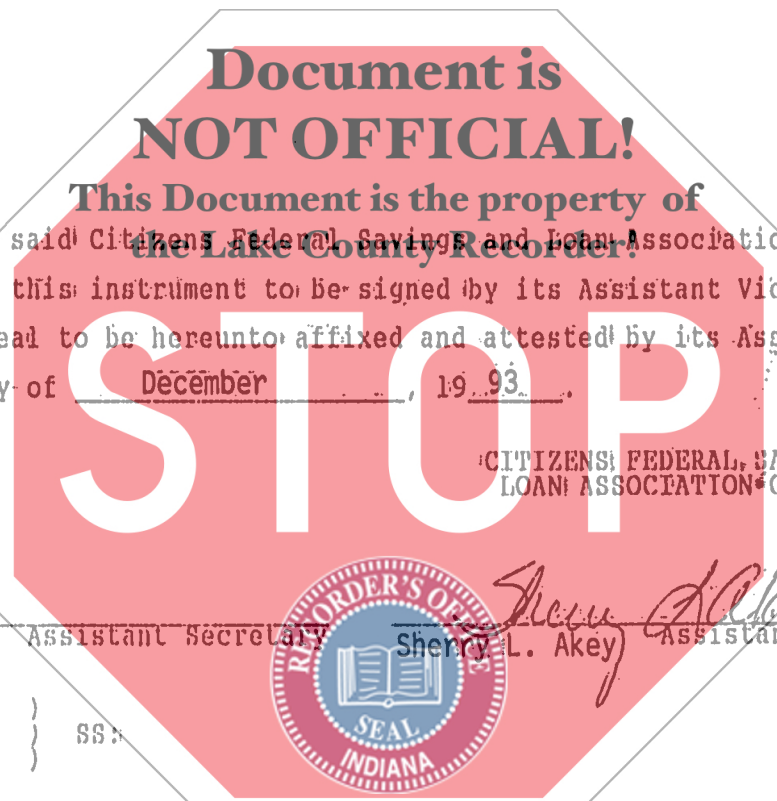 Document is
NOT OFFICIAL!
This Document is the property of
the Lake County Recorder!
said Citizens Federal Savings and Loan Associatio
this instrument to be signed by its Assistant Vic
eal to be hereunto affixed and attested by its Ass
y of December, 19 93.
STOP
CITIZENS FEDERAL SA
LOAN ASSOCIATION O
Assistant Secretary Sherry L. Akey Assistan
RECORDER'S OFFICE
SEAL
INDIANA
) SS:
)
)